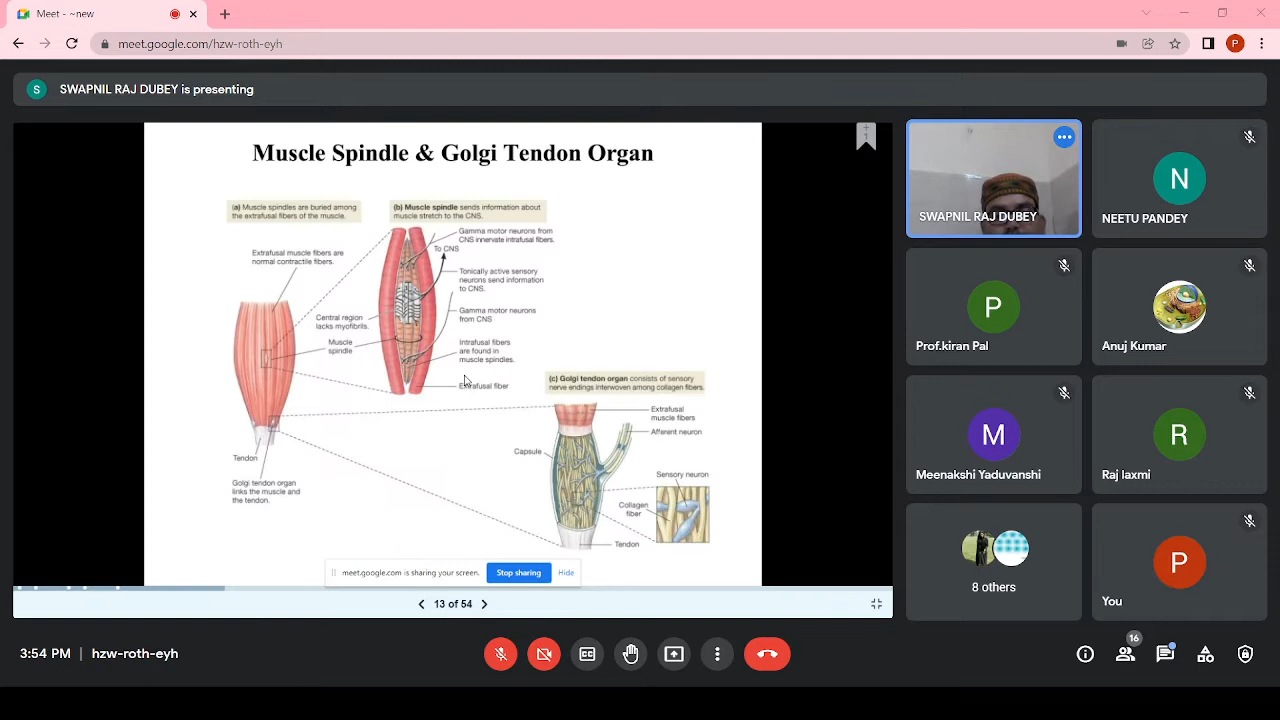 Meet - ~new
meet.google.com/hzw-roth-eyh
P
S
SWAPNIL RAJ DUBEY is presenting
Muscle Spindle & Golgi Tendon Organ
(a) Muscle spindles are buried among
the extrafusal fibers of the muscle.
(b) Muscle spindle sends information about
muscle stretch to the CNS.
Gamma motor neurons from
CNS innervate intrafusal fibers.
To CNS
Extrafusal muscle fibers are
normal contractile fibers.
Tonically active sensory
neurons send information
to CNS.
Central region
lacks myofibrils.
Gamma motor neurons
from CNS
Muscle
spindle
Intrafusal fibers
are found in
muscle spindles.
Extrafusal fiber
(c) Golgi tendon organ consists of sensory
nerve endings interwoven among collagen fibers.
Extrafusal
muscle fibers
Afferent neuron
Capsule
Tendon
Sensory neuron
Golgi tendon organ
links the muscle and
the tendon.
Collagen
fiber
Tendon
meet.google.com is sharing your screen.
Stop sharing
Hide
13 of 54
SWAPNIL RAJ DUBEY
N
NEETU PANDEY
P
Prof.kiran Pal
Anuj Kumar
M
Meenakshi Yaduvanshi
R
Raj laxmi
8 others
P
You
3:54 PM | hzw-roth-eyh
16